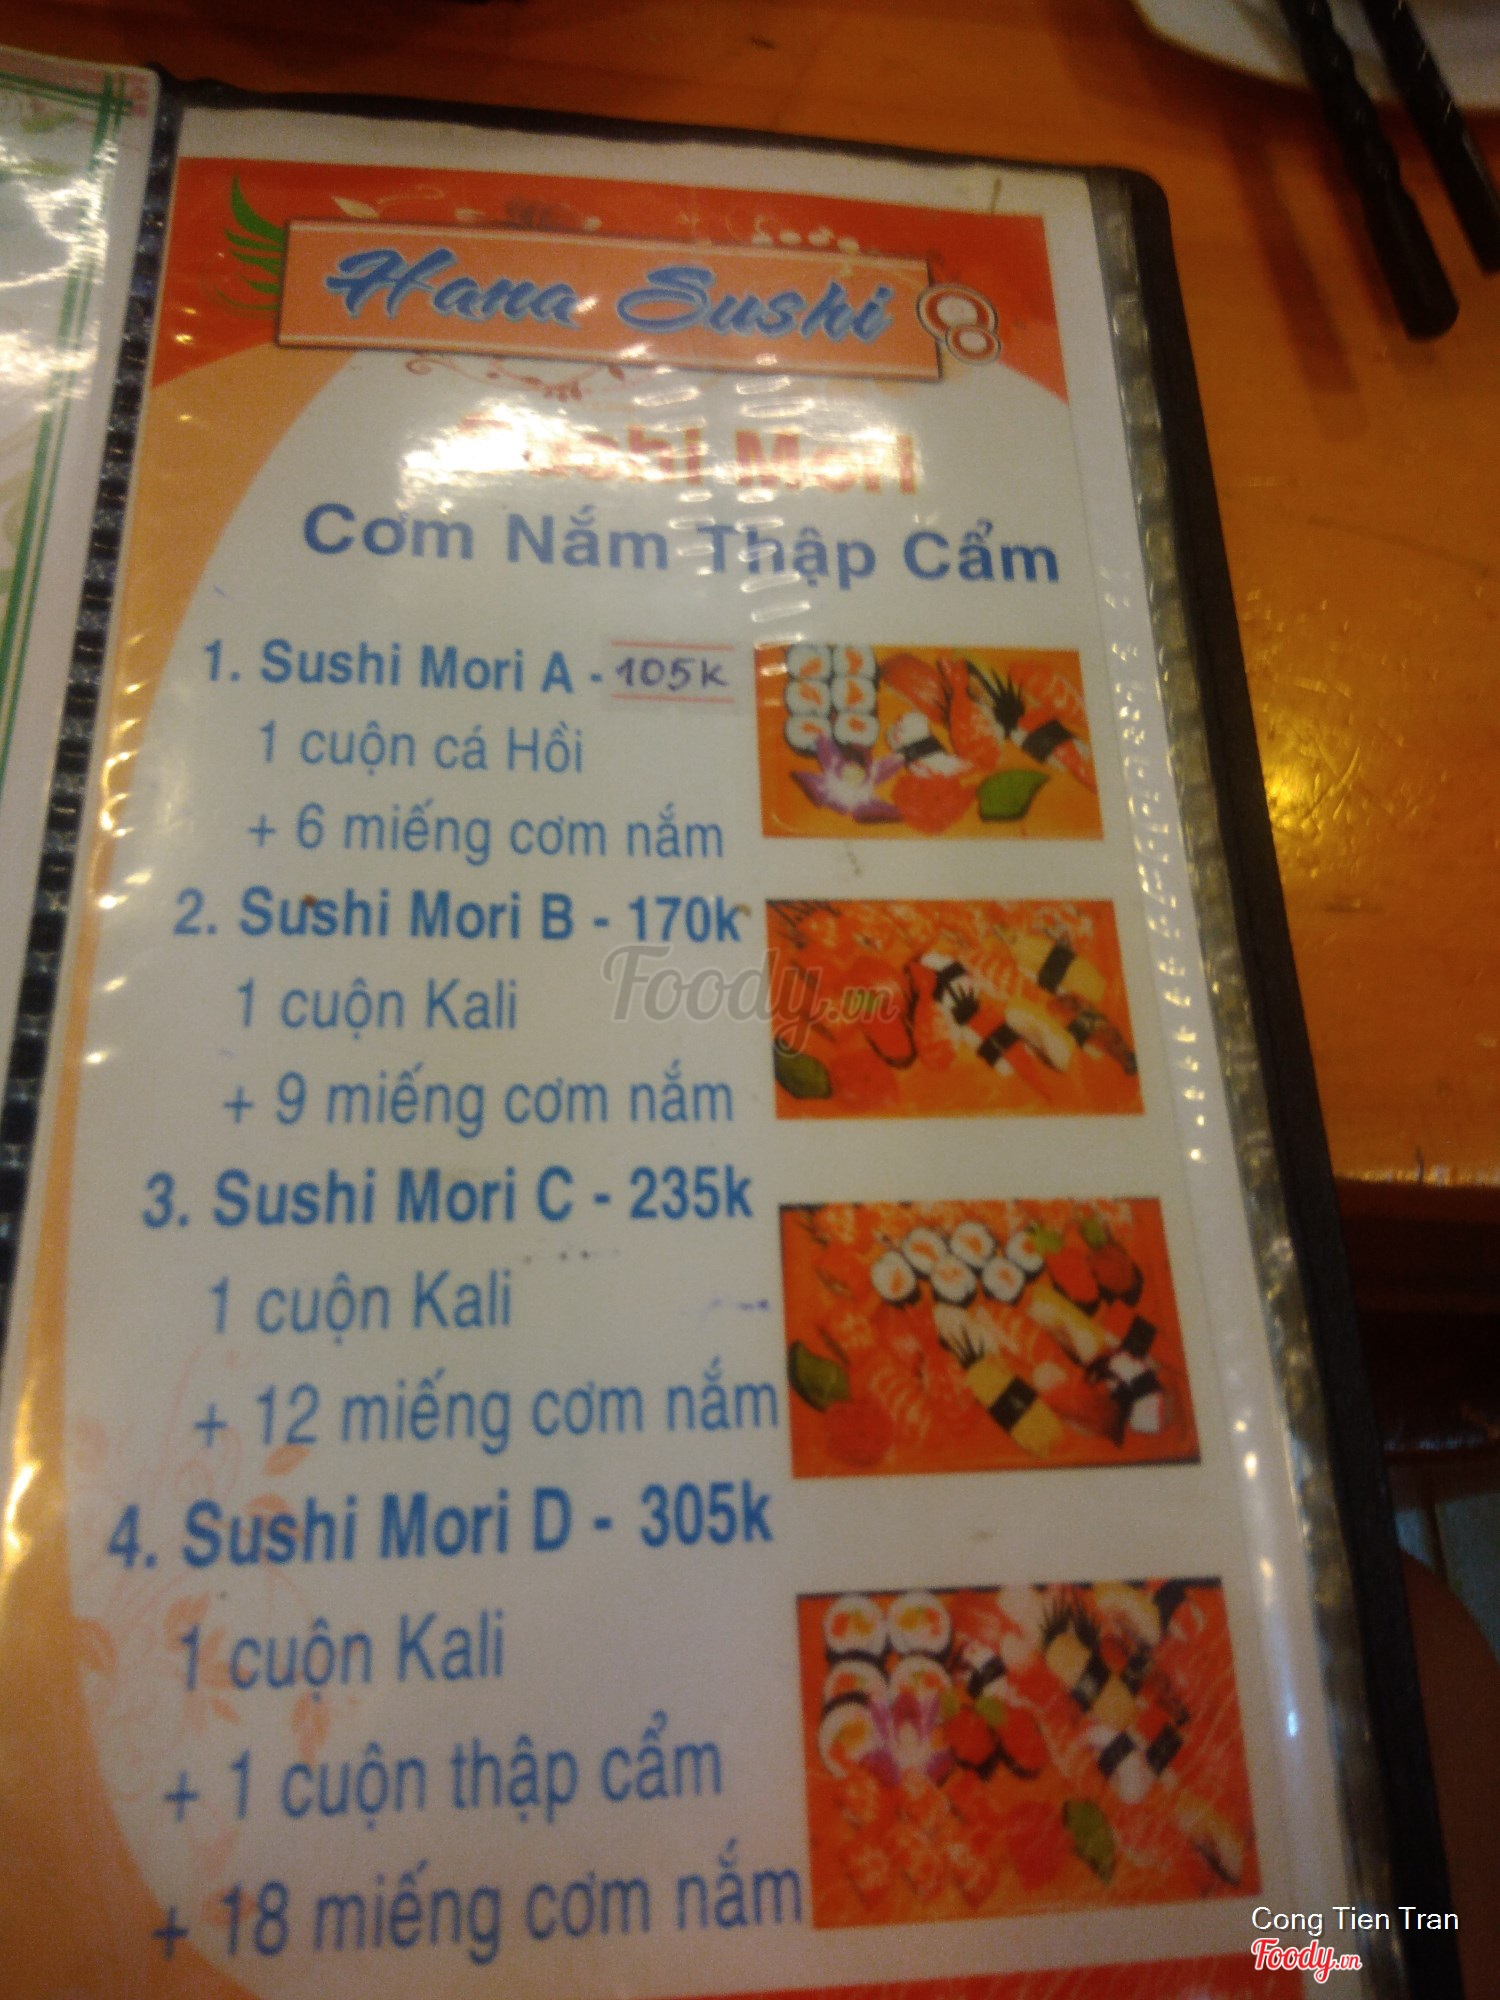 Hana Sushi 8
Sushi Mori
Cơm Nắm Thập Cẩm
1. Sushi Mori A - 105k
1 cuộn cá Hồi
+ 6 miếng cơm nắm
2. Sushi Mori B - 170k
1 cuộn Kali
+ 9 miếng cơm nắm
3. Sushi Mori C - 235k
1 cuộn Kali
+ 12 miếng cơm nắm
4. Sushi Mori D - 305k
1 cuộn Kali
+ 1 cuộn thập cẩm
+ 18 miếng cơm nắm
Foody.vn
Cong Tien Tran
Foody.vn